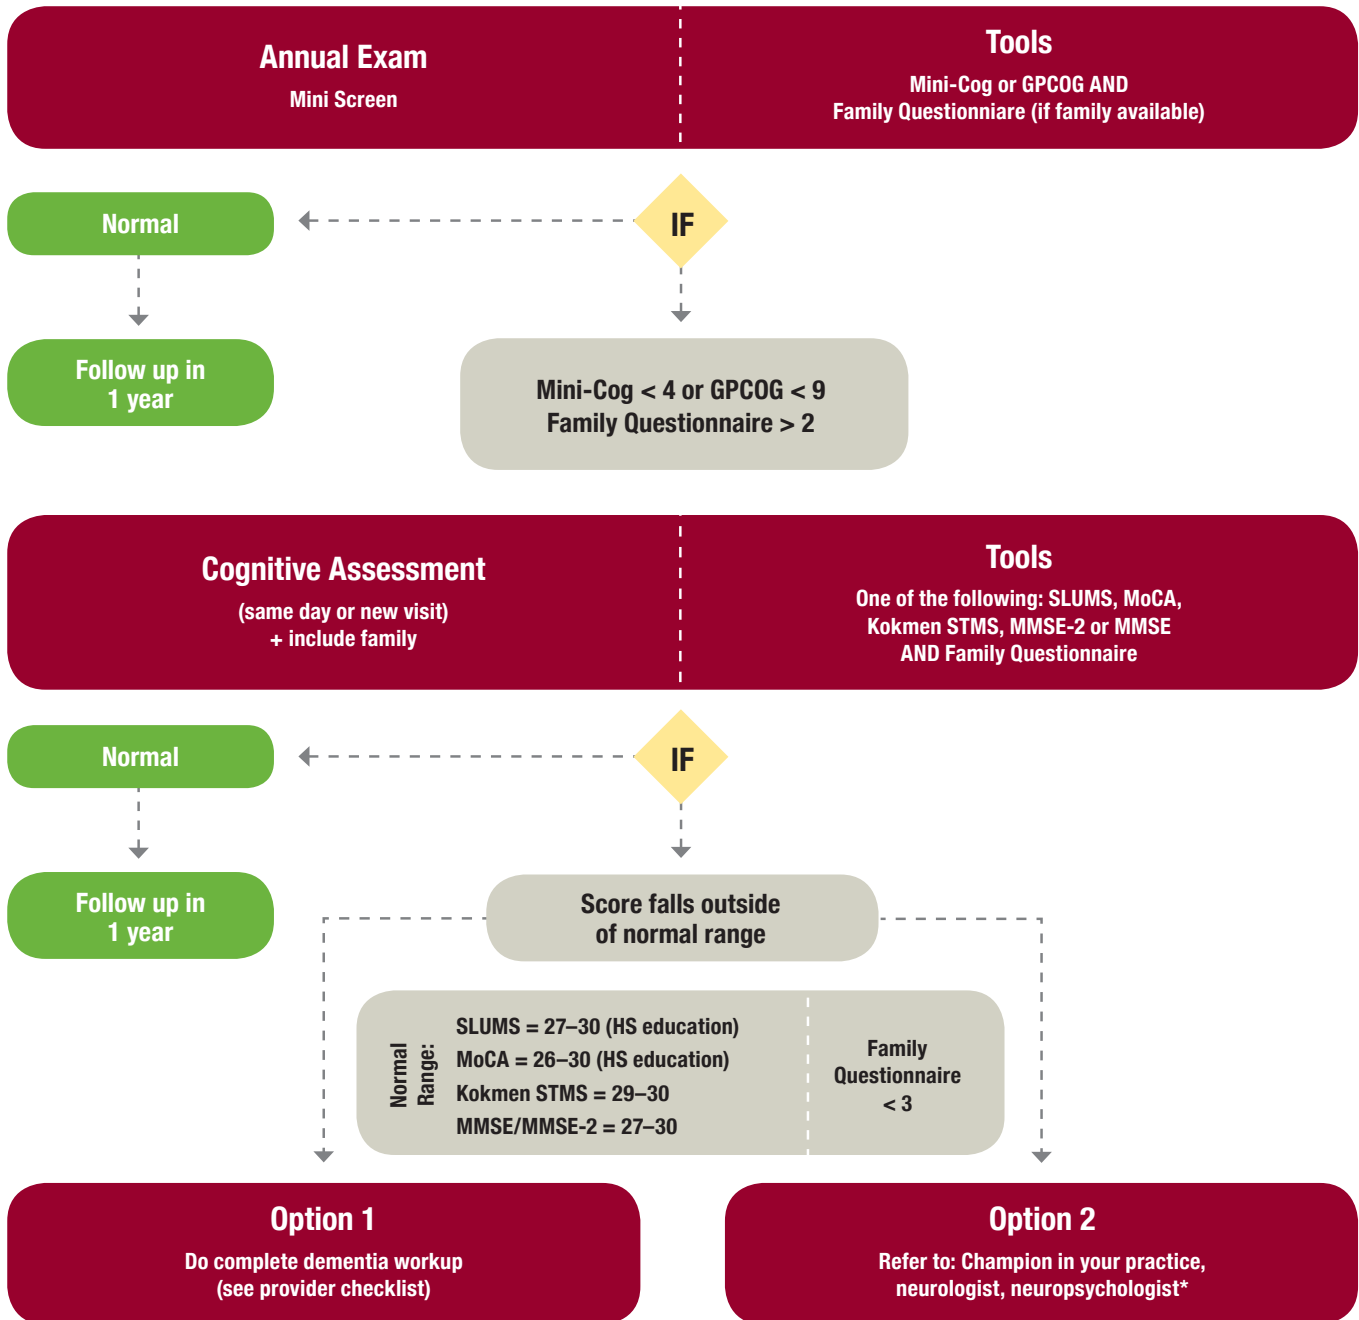 Annual Exam
Mini Screen
Tools
Mini-Cog or GPCOG AND
Family Questionniare (if family available)
Normal
IF
Follow up in
1 year
Mini-Cog < 4 or GPCOG < 9
Family Questionnaire > 2
Cognitive Assessment
(same day or new visit)
+ include family
Tools
One of the following: SLUMS, MoCA,
Kokmen STMS, MMSE-2 or MMSE
AND Family Questionnaire
Normal
IF
Follow up in
1 year
Score falls outside
of normal range
Normal
Range:
SLUMS = 27–30 (HS education)
MoCA = 26–30 (HS education)
Kokmen STMS = 29–30
MMSE/MMSE-2 = 27–30
Family
Questionnaire
< 3
Option 1
Do complete dementia workup
(see provider checklist)
Option 2
Refer to: Champion in your practice,
neurologist, neuropsychologist*